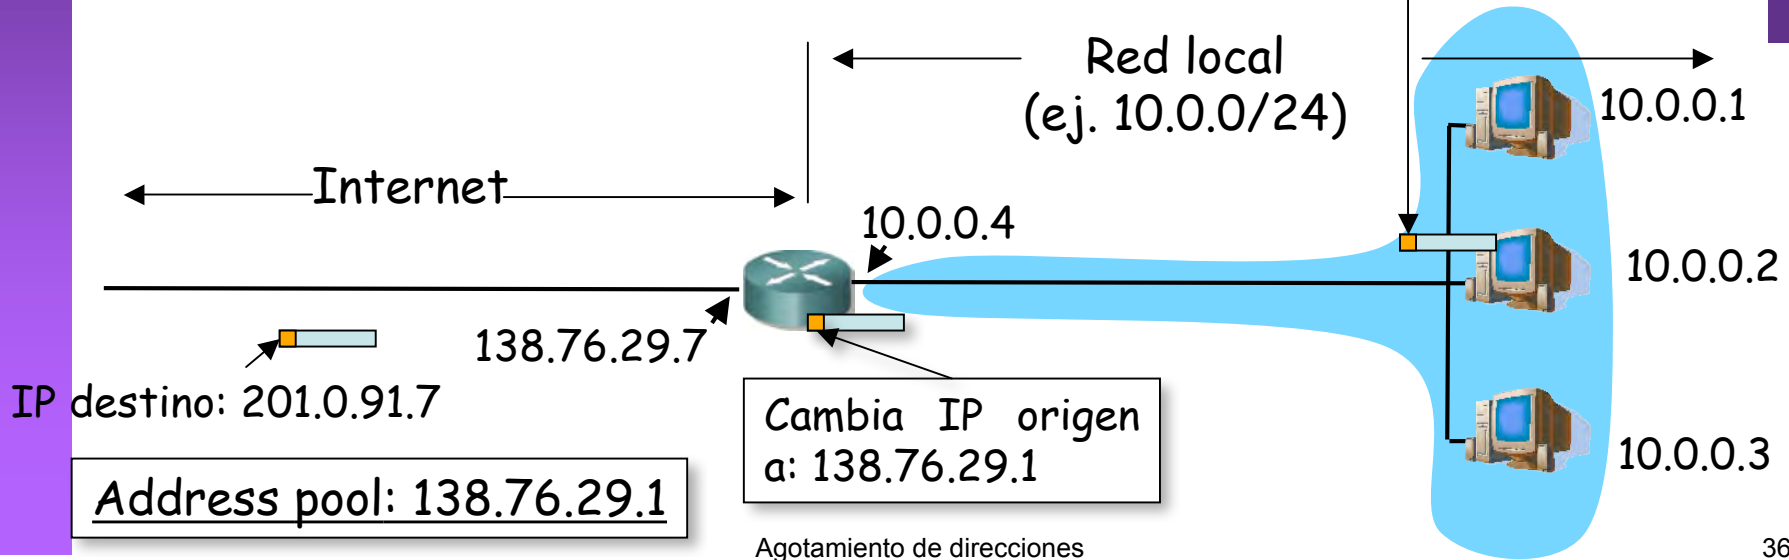 Red local
(ej. 10.0.0/24)
10.0.0.1
Internet
10.0.0.4
10.0.0.2
138.76.29.7
IP destino: 201.0.91.7
Cambia IP origen
a: 138.76.29.1
10.0.0.3
Address pool: 138.76.29.1
Agotamiento de direcciones
36